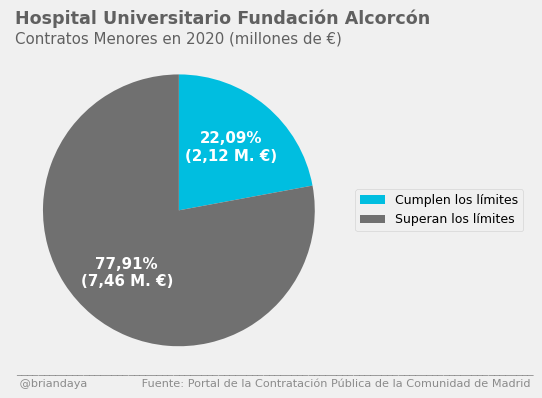 Hospital Universitario Fundación Alcorcón
Contratos Menores en 2020 (millones de €)
22,09%
(2,12 M. €)
Cumplen los límites
Superan los límites
77,91%
(7,46 M. €)
@briandaya Fuente: Portal de la Contratación Pública de la Comunidad de Madrid